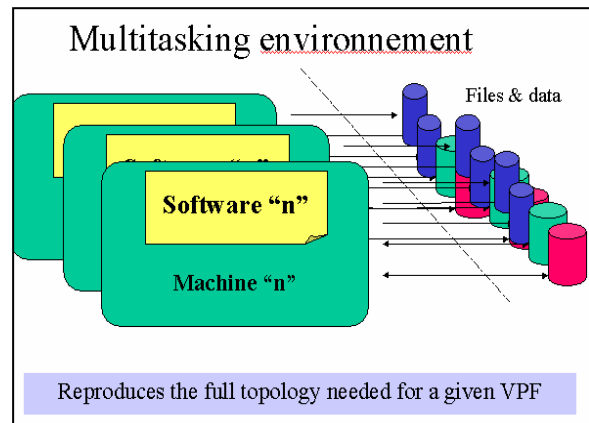 Multitasking environnement
Files & data
Software “n”
Machine “n”
Reproduces the full topology needed for a given VPF